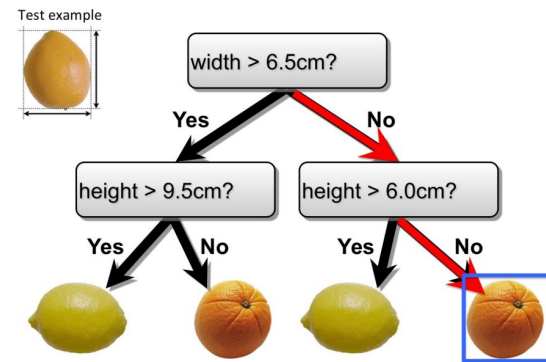 Test example
width > 6.5cm?
Yes
No
height > 9.5cm?
height > 6.0cm?
Yes
No
Yes
No